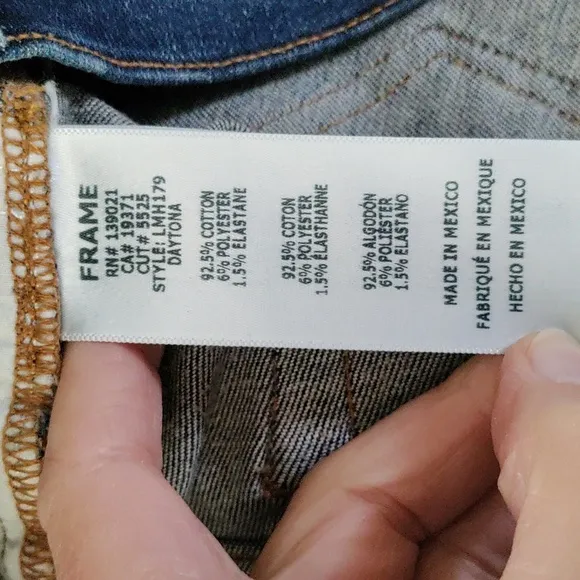 FRAME
RN# 139021
CA# 19371
CUT# 5525
STYLE: LMH179
DAYTONA
92.5% COTTON
6% POLYESTER
1.5% ELASTANE
92.5% COTON
6% POLYESTER
1.5% ÉLASTHANNE
92.5% ALGODÓN
6% POLIÉSTER
1.5% ELASTANO
MADE IN MEXICO
FABRIQUÉ EN MEXIQUE
HECHO EN MEXICO